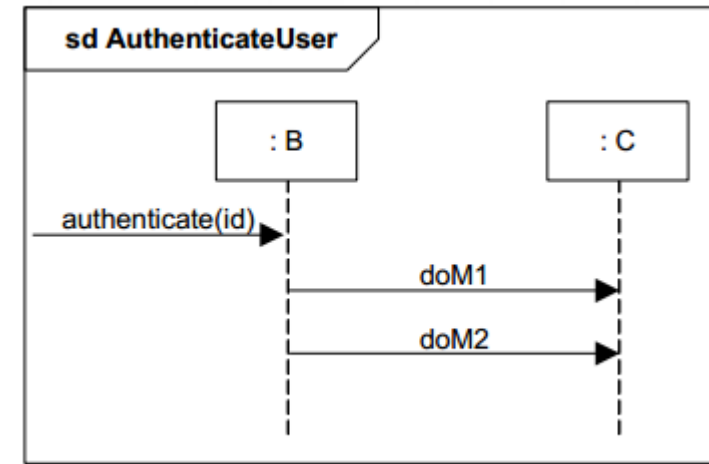 sd AuthenticateUser
: B
: C
authenticate(id)
doM1
doM2